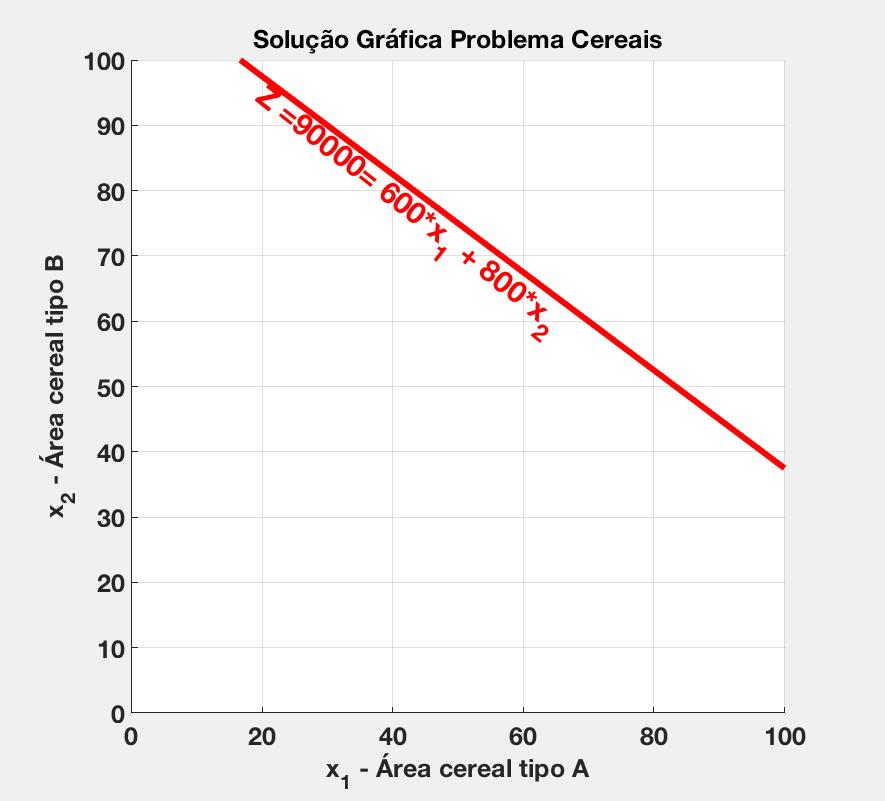 Solução Gráfica Problema Cereais
100
90
80
70
60
50
40
30
20
10
0
x2 - Área cereal tipo B
Z =90000= 600*x1 + 800*x2
0 20 40 60 80 100
x1 - Área cereal tipo A